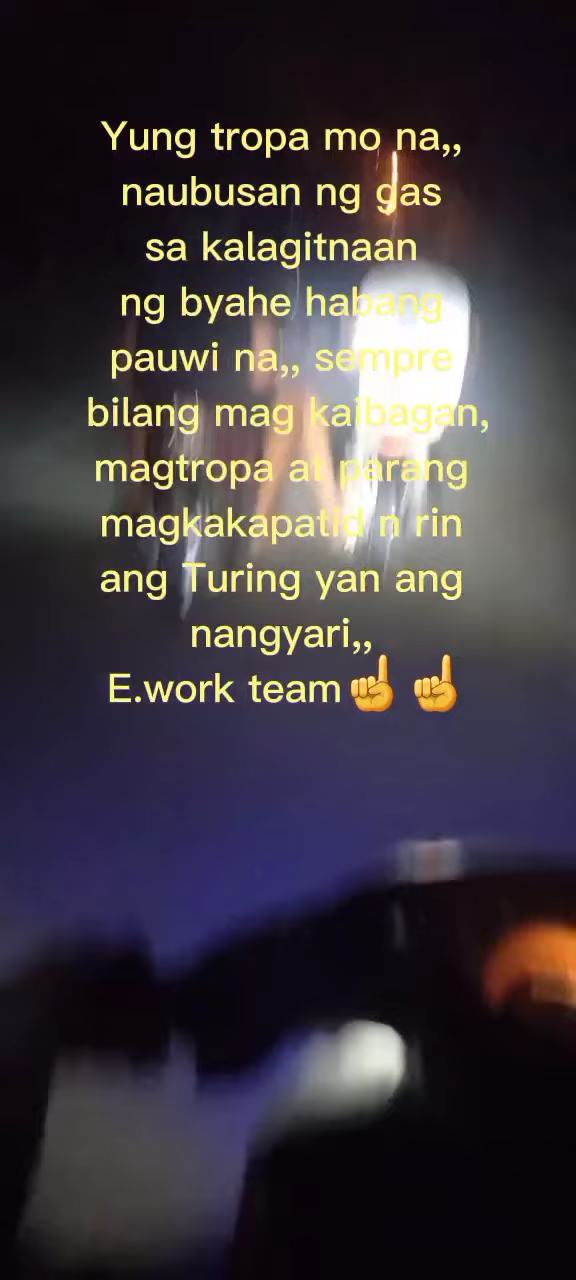 Yung tropa mo na,,
naubusan ng gas
sa kalagitnaan
ng byahe habang
pauwi na,, sempre
bilang mag kaibagan,
magtropa at parang
magkakapatid n rin
ang Turing yan ang
nangyari,,
E.work team☝️ ☝️